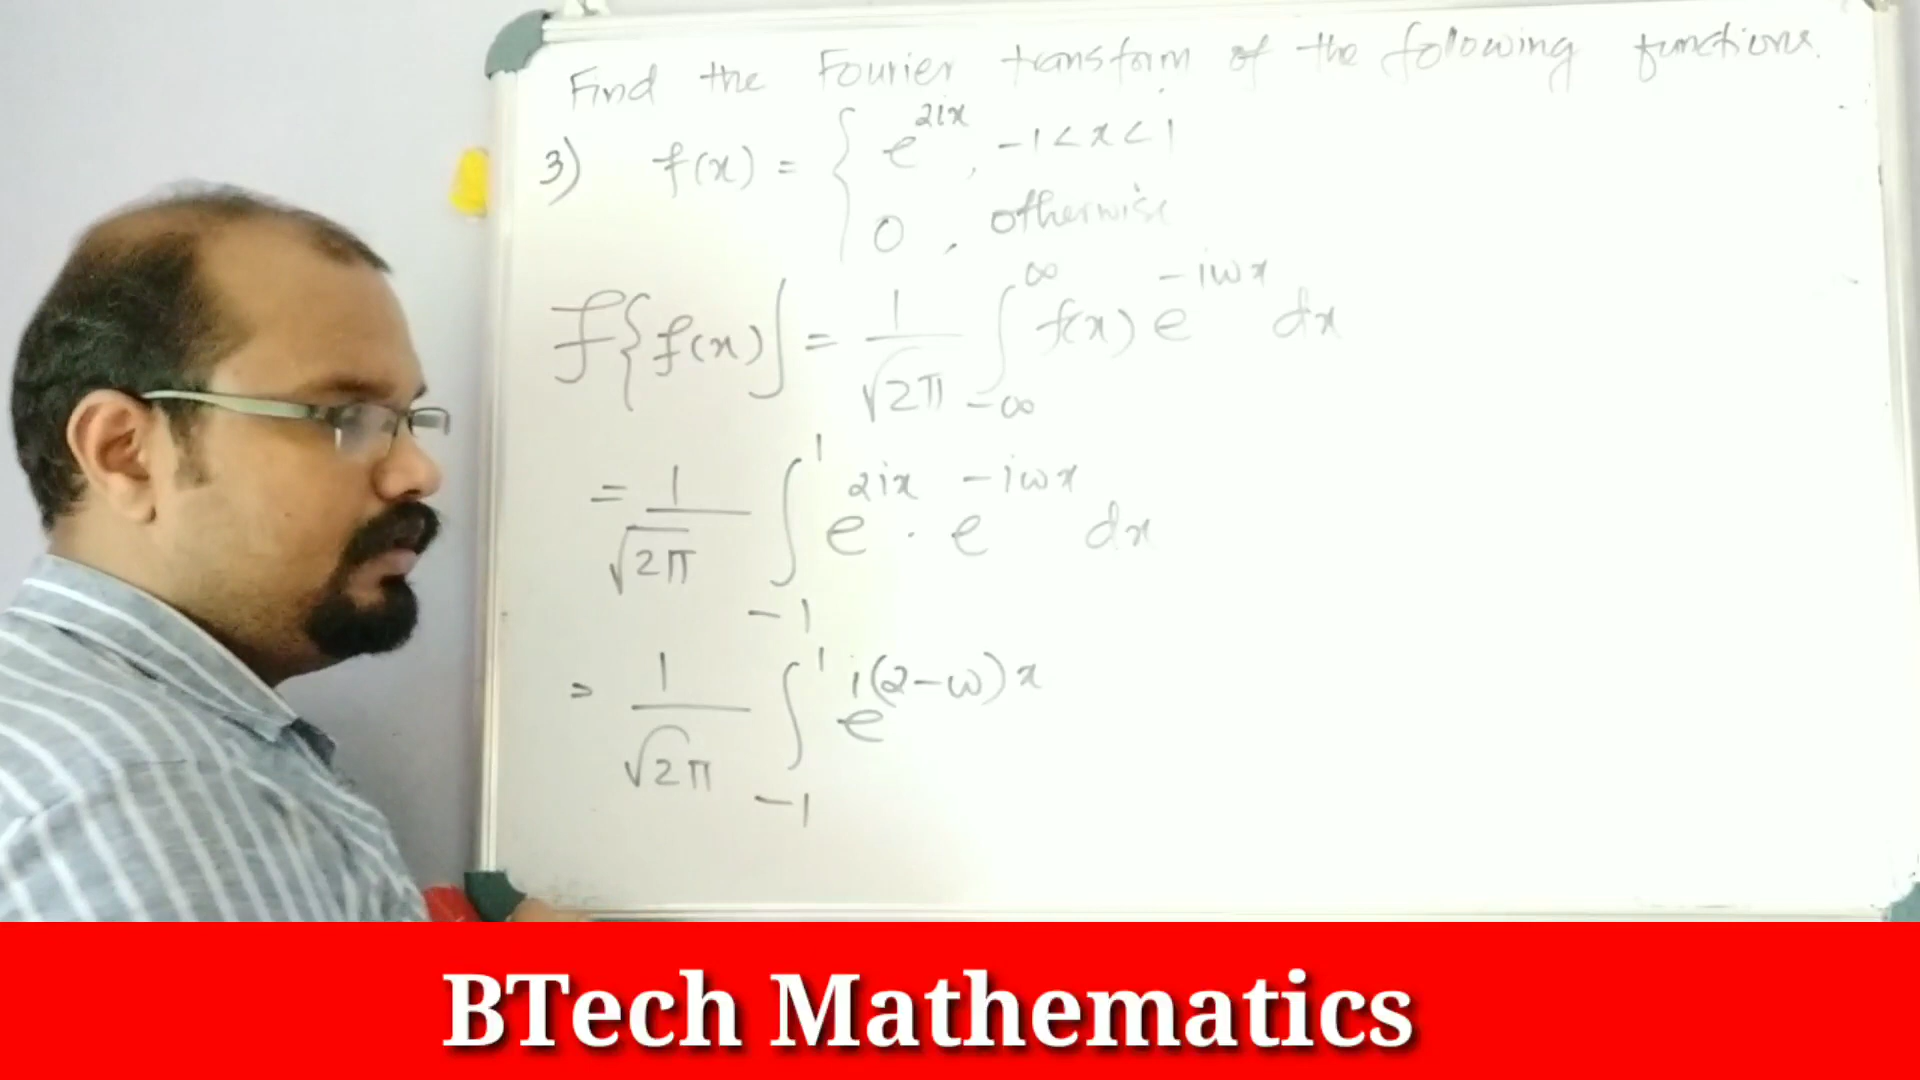 Find the Fourier transform of the following functions.
3) f(x) = { e^{2ix}, -1 < x < 1
0 , otherwise
F{f(x)} = 1/√2π ∫_{-∞}^{∞} f(x) e^{-iωx} dx
= 1/√2π ∫_{-1}^{1} e^{2ix} · e^{-iωx} dx
= 1/√2π ∫_{-1}^{1} e^{i(2-ω)x}
BTech Mathematics